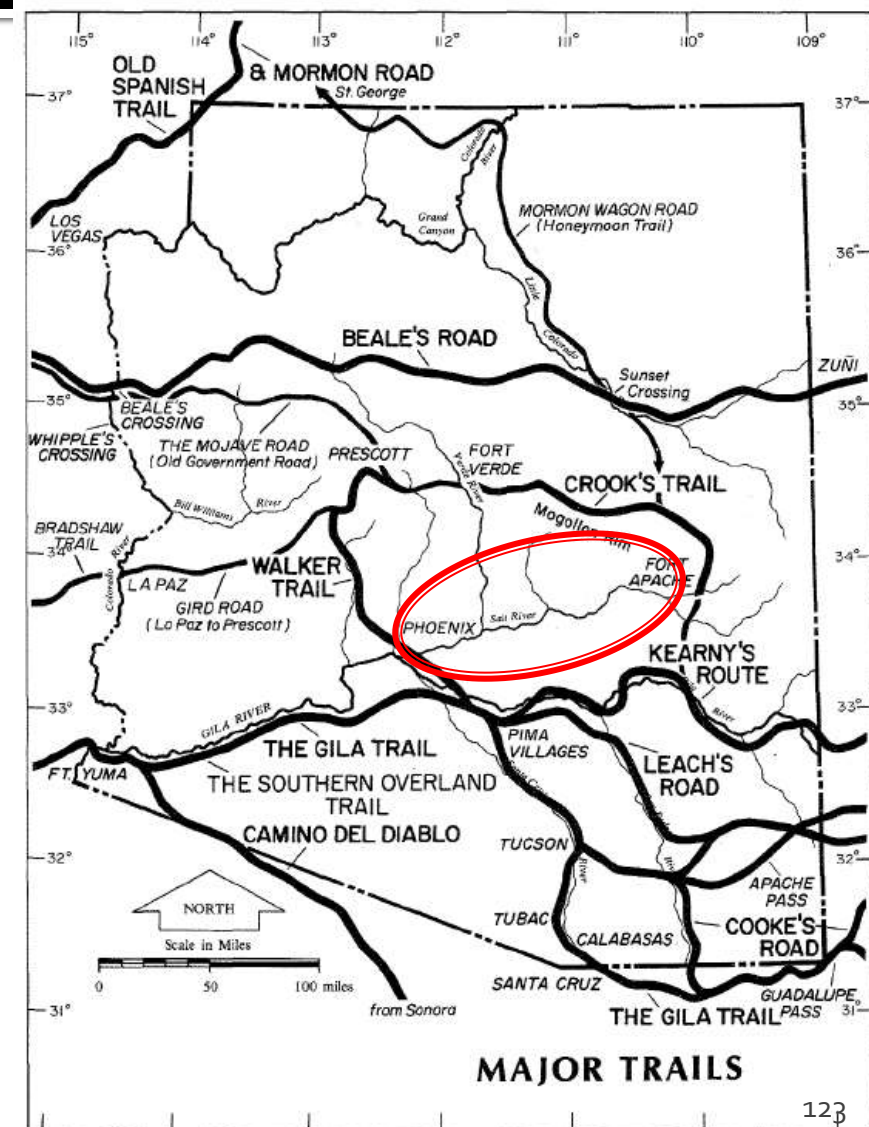 115°
114°
113°
112°
111°
110°
109°
OLD
SPANISH
TRAIL
& MORMON ROAD
St. George
37°
37°
Colorado
River
MORMON WAGON ROAD
(Honeymoon Trail)
Grand
Canyon
LOS
VEGAS
36°
36°
Little
Colorado
BEALE'S ROAD
Sunset
Crossing
ZUÑI
35°
35°
BEALE'S
CROSSING
WHIPPLE'S
CROSSING
THE MOJAVE ROAD
(Old Government Road)
PRESCOTT
FORT
VERDE
Verde River
CROOK'S TRAIL
Bill Williams
River
Mogollon Rim
BRADSHAW
TRAIL
34°
34°
WALKER
TRAIL
FORT
APACHE
LA PAZ
Colorado River
GIRD ROAD
(La Paz to Prescott)
PHOENIX
Salt River
KEARNY'S
ROUTE
33°
33°
GILA RIVER
River
THE GILA TRAIL
PIMA
VILLAGES
LEACH'S
ROAD
FT. YUMA
THE SOUTHERN OVERLAND
TRAIL
Santa Cruz
River
CAMINO DEL DIABLO
TUCSON
32°
32°
River
APACHE
PASS
NORTH
TUBAC
COOKE'S
ROAD
CALABASAS
Scale in Miles
0
50
100 miles
SANTA CRUZ
GUADALUPE
PASS
31°
31°
from Sonora
THE GILA TRAIL
MAJOR TRAILS
123